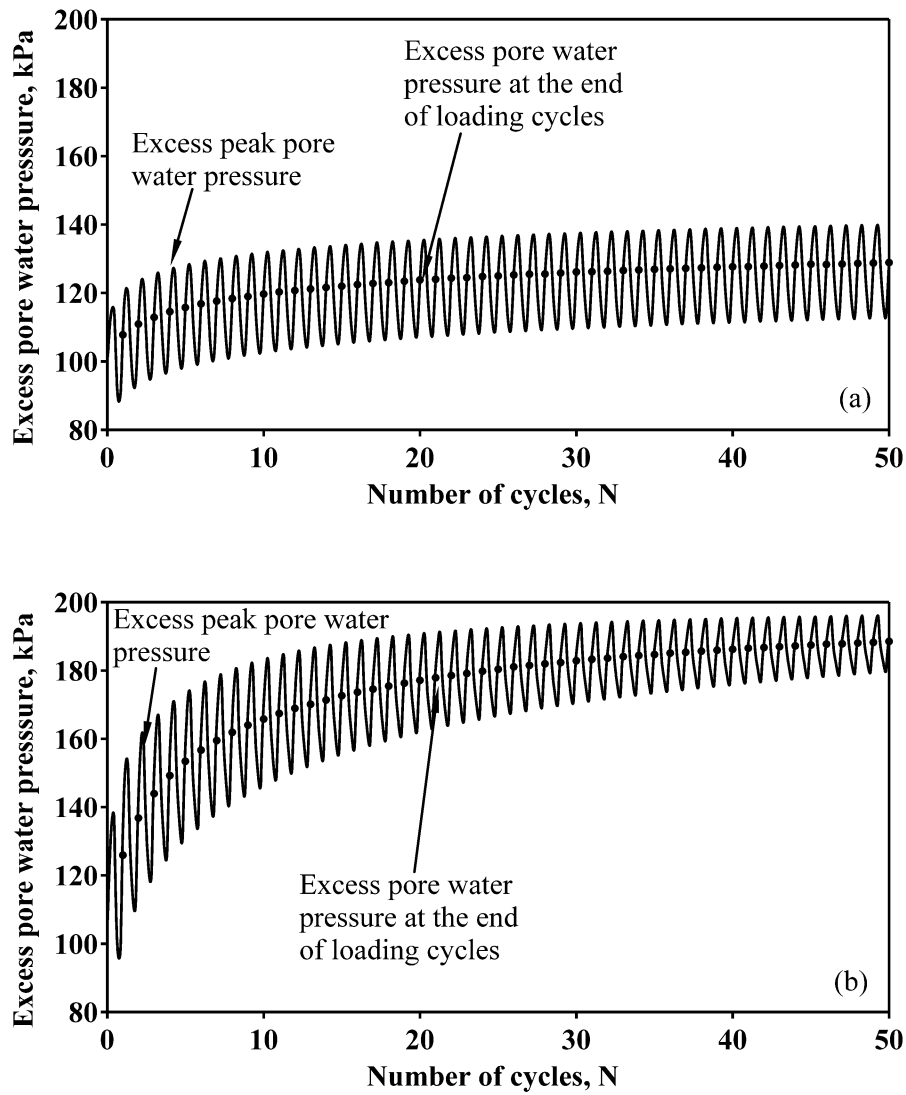 200
180
160
140
120
100
80
Excess pore water presssure, kPa
Excess pore water
pressure at the end
of loading cycles
Excess peak pore
water pressure
(a)
0 10 20 30 40 50
Number of cycles, N
200
180
160
140
120
100
80
Excess pore water presssure, kPa
Excess peak pore water
pressure
Excess pore water
pressure at the end
of loading cycles
(b)
0 10 20 30 40 50
Number of cycles, N